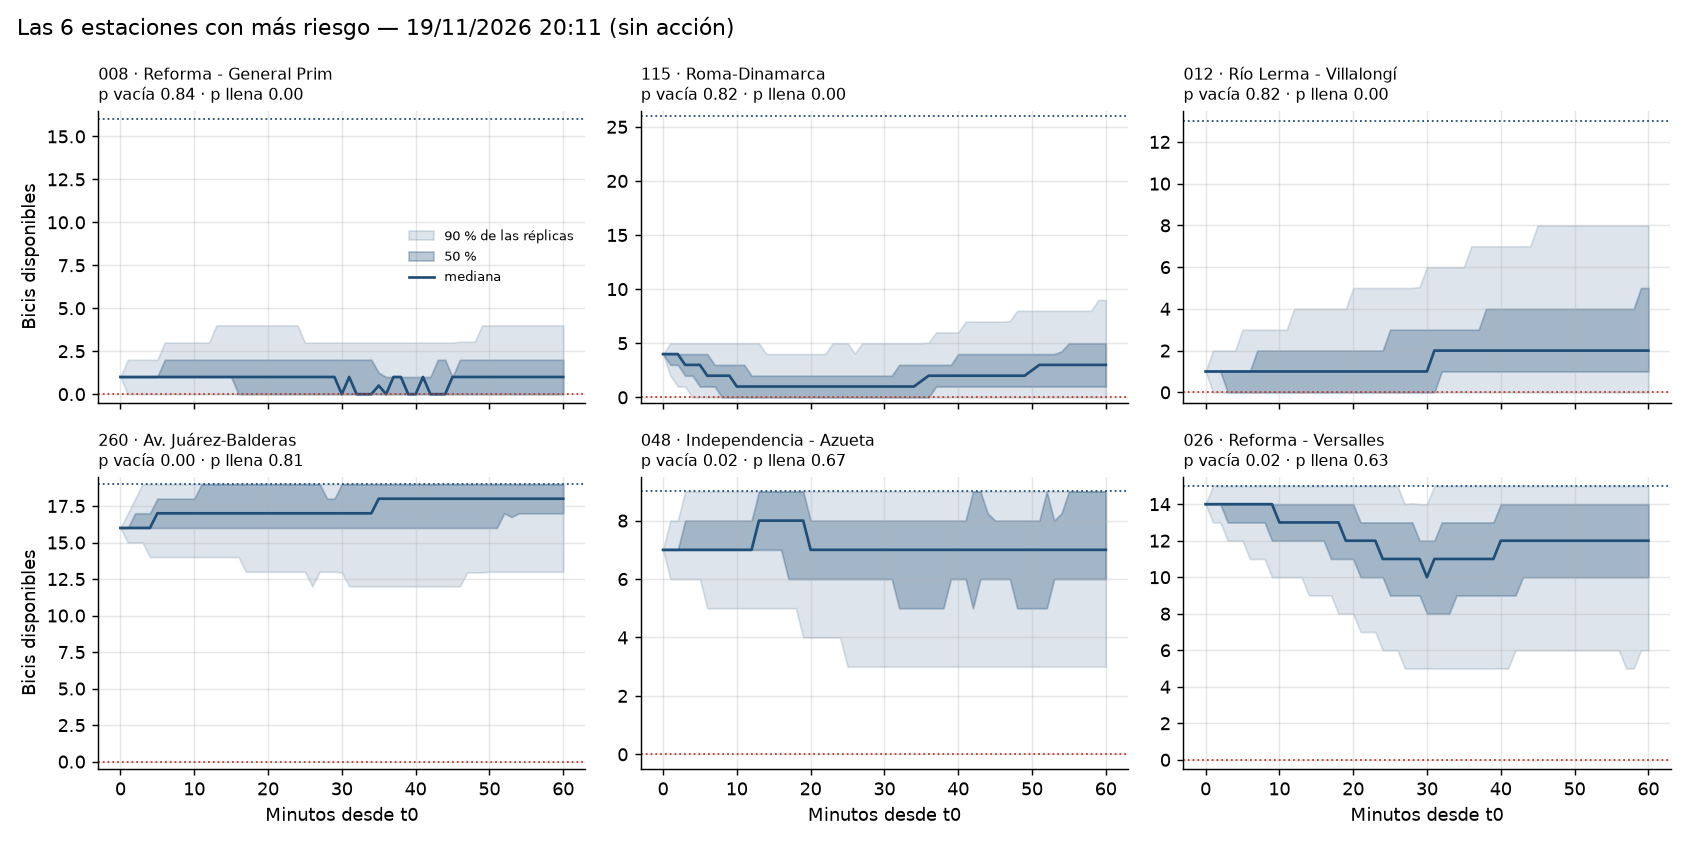 Las 6 estaciones con más riesgo — 19/11/2026 20:11 (sin acción)
008 · Reforma - General Prim
p vacía 0.84 · p llena 0.00
Bicis disponibles
15.0
12.5
10.0
7.5
5.0
2.5
0.0
90 % de las réplicas
50 %
mediana
115 · Roma-Dinamarca
p vacía 0.82 · p llena 0.00
25
20
15
10
5
0
012 · Río Lerma - Villalongí
p vacía 0.82 · p llena 0.00
12
10
8
6
4
2
0
260 · Av. Juárez-Balderas
p vacía 0.00 · p llena 0.81
Bicis disponibles
17.5
15.0
12.5
10.0
7.5
5.0
2.5
0.0
0 10 20 30 40 50 60
Minutos desde t0
048 · Independencia - Azueta
p vacía 0.02 · p llena 0.67
8
6
4
2
0
0 10 20 30 40 50 60
Minutos desde t0
026 · Reforma - Versalles
p vacía 0.02 · p llena 0.63
14
12
10
8
6
4
2
0
0 10 20 30 40 50 60
Minutos desde t0